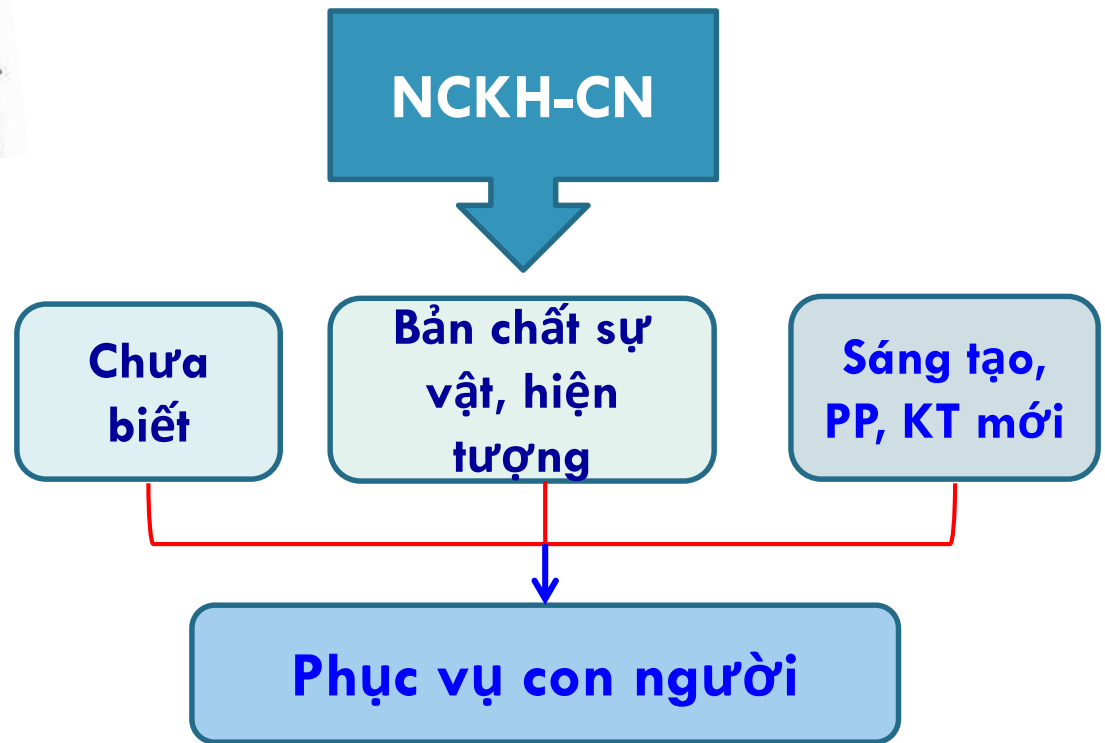 NCKH-CN
Chưa
biết
Bản chất sự
vật, hiện
tượng
Sáng tạo,
PP, KT mới
Phục vụ con người